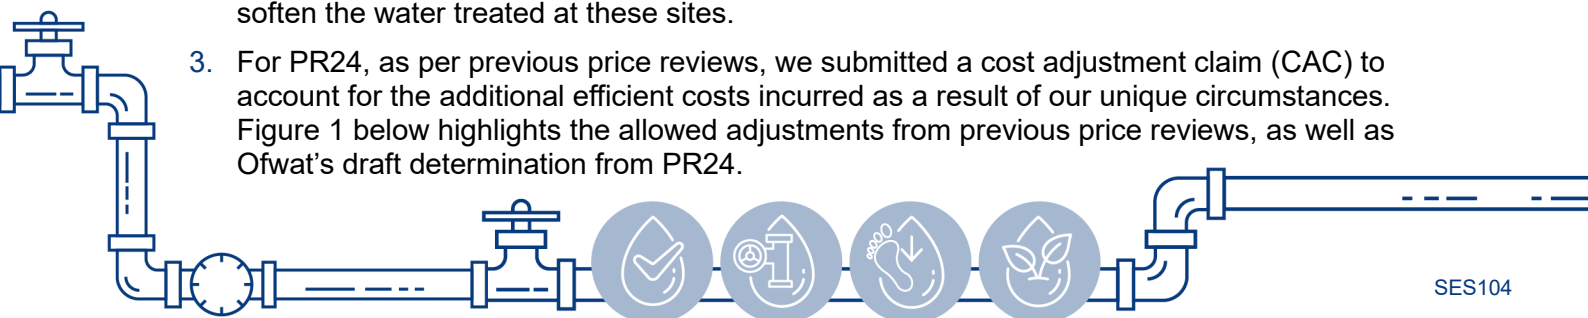 soften the water treated at these sites.
3. For PR24, as per previous price reviews, we submitted a cost adjustment claim (CAC) to
account for the additional efficient costs incurred as a result of our unique circumstances.
Figure 1 below highlights the allowed adjustments from previous price reviews, as well as
Ofwat's draft determination from PR24.
SES104